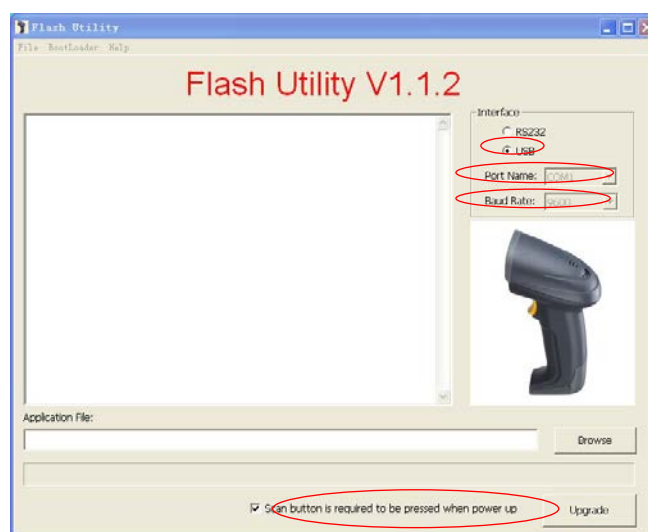 Flash Utility
File BootLoader Help
Flash Utility V1.1.2
Interface
RS232
USB
Port Name: COM1
Baud Rate: 9600
Application File:
Browse
Scan button is required to be pressed when power up
Upgrade